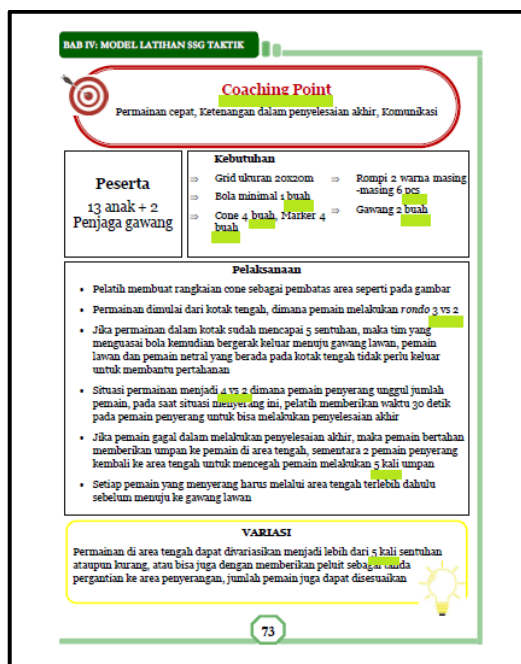 BAB IV: MODEL LATIHAN SSG TAKTIK
Coaching Point
Permainan cepat, Ketenangan dalam penyelesaian akhir, Komunikasi
Peserta
13 anak + 2
Penjaga gawang
Kebutuhan
⇒ Grid ukuran 20x20m
⇒ Bola minimal 1 buah
⇒ Cone 4 buah, Marker 4
buah
⇒ Rompi 2 warna masing
-masing 6 pcs
⇒ Gawang 2 buah
Pelaksanaan
• Pelatih membuat rangkaian cone sebagai pembatas area seperti pada gambar
• Permainan dimulai dari kotak tengah, dimana pemain melakukan rondo 3 vs 2
• Jika permainan dalam kotak sudah mencapai 5 sentuhan, maka tim yang
menguasai bola kemudian bergerak keluar menuju gawang lawan, pemain
lawan dan pemain netral yang berada pada kotak tengah tidak perlu keluar
untuk membantu pertahanan
• Situasi permainan menjadi 4 vs 2 dimana pemain penyerang unggul jumlah
pemain, pada saat situasi menyerang ini, pelatih memberikan waktu 30 detik
pada pemain penyerang untuk bisa melakukan penyelesaian akhir
• Jika pemain gagal dalam melakukan penyelesaian akhir, maka pemain bertahan
memberikan umpan ke pemain di area tengah, sementara 2 pemain penyerang
kembali ke area tengah untuk mencegah pemain melakukan 5 kali umpan
• Setiap pemain yang menyerang harus melalui area tengah terlebih dahulu
sebelum menuju ke gawang lawan
VARIASI
Permainan di area tengah dapat divariasikan menjadi lebih dari 5 kali sentuhan
ataupun kurang, atau bisa juga dengan memberikan peluit sebagai tanda
pergantian ke area penyerangan, jumlah pemain juga dapat disesuaikan
73